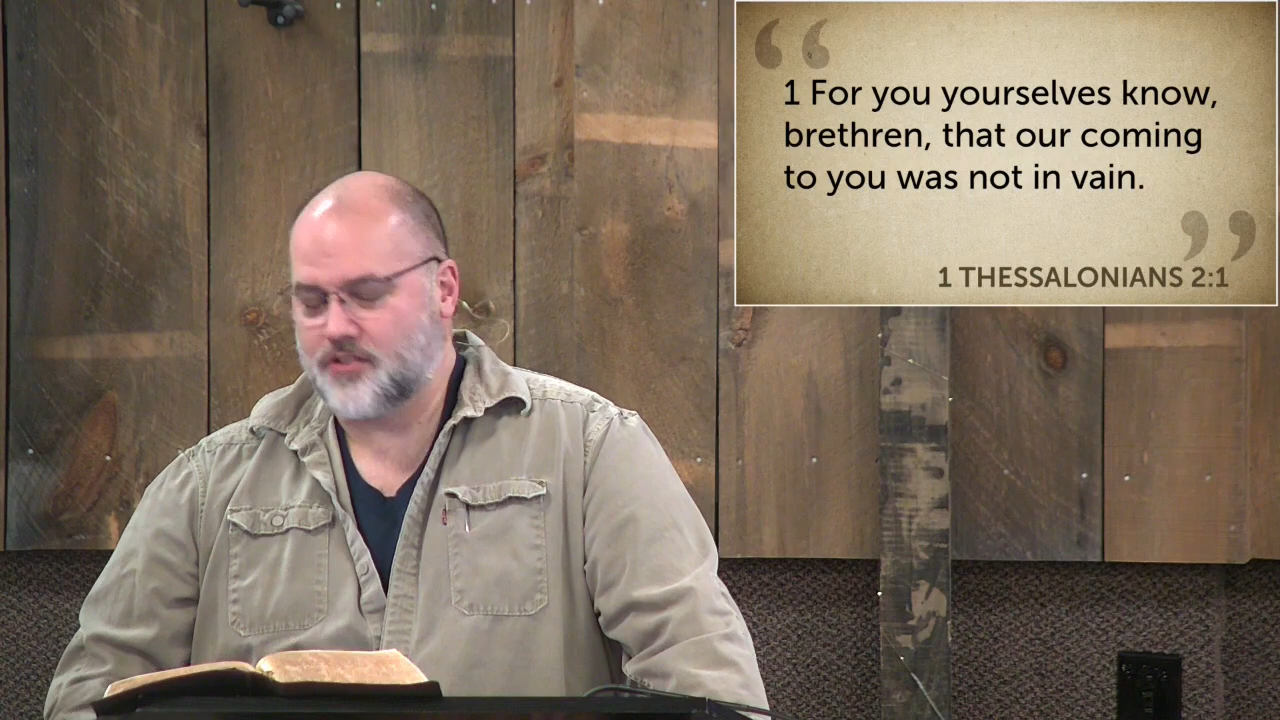 1 For you yourselves know,
brethren, that our coming
to you was not in vain.
1 THESSALONIANS 2:1